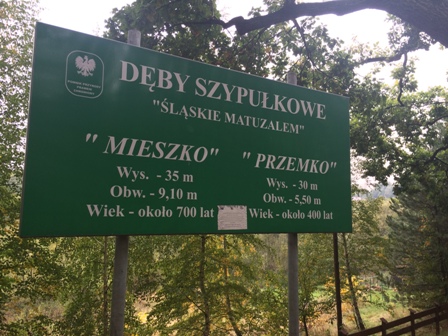 DĘBY SZYPUŁKOWE
"ŚLĄSKIE MATUZALEM"
"MIESZKO"
Wys. - 35 m
Obw. - 9,10 m
Wiek - około 700 lat
"PRZEMKO"
Wys. - 30 m
Obw. - 5,50 m
Wiek - około 400 lat